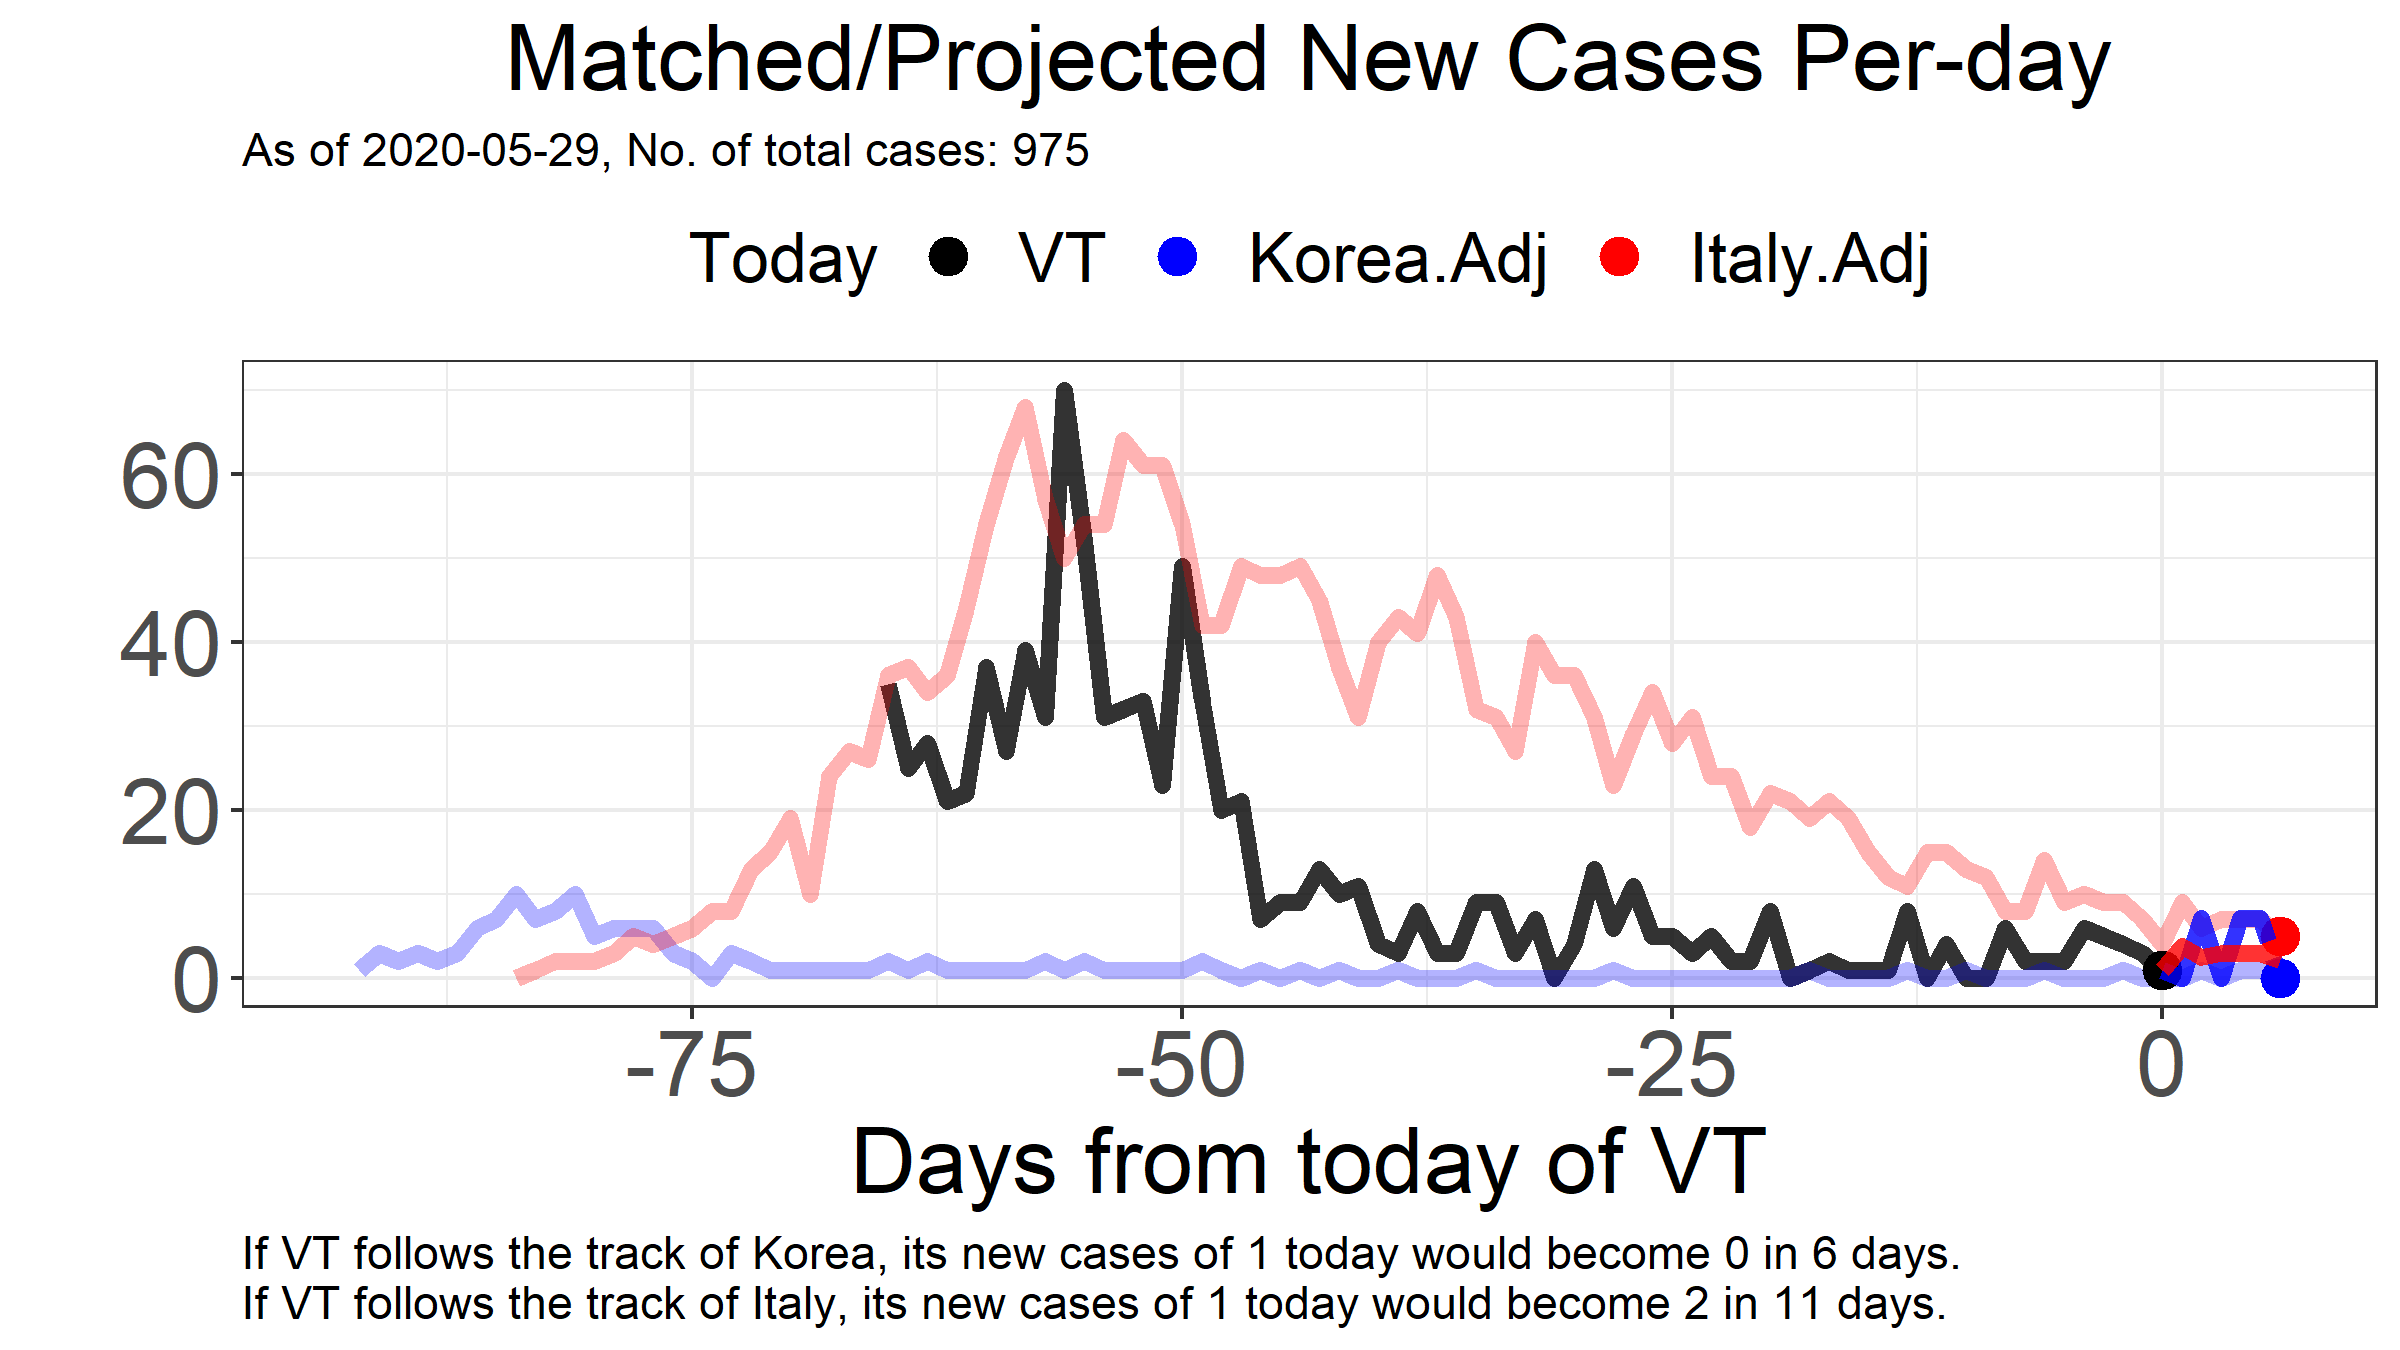 Matched/Projected New Cases Per-day
As of 2020-05-29, No. of total cases: 975
Today VT Korea.Adj Italy.Adj
60
40
20
0
-75 -50 -25 0
Days from today of VT
If VT follows the track of Korea, its new cases of 1 today would become 0 in 6 days.
If VT follows the track of Italy, its new cases of 1 today would become 2 in 11 days.